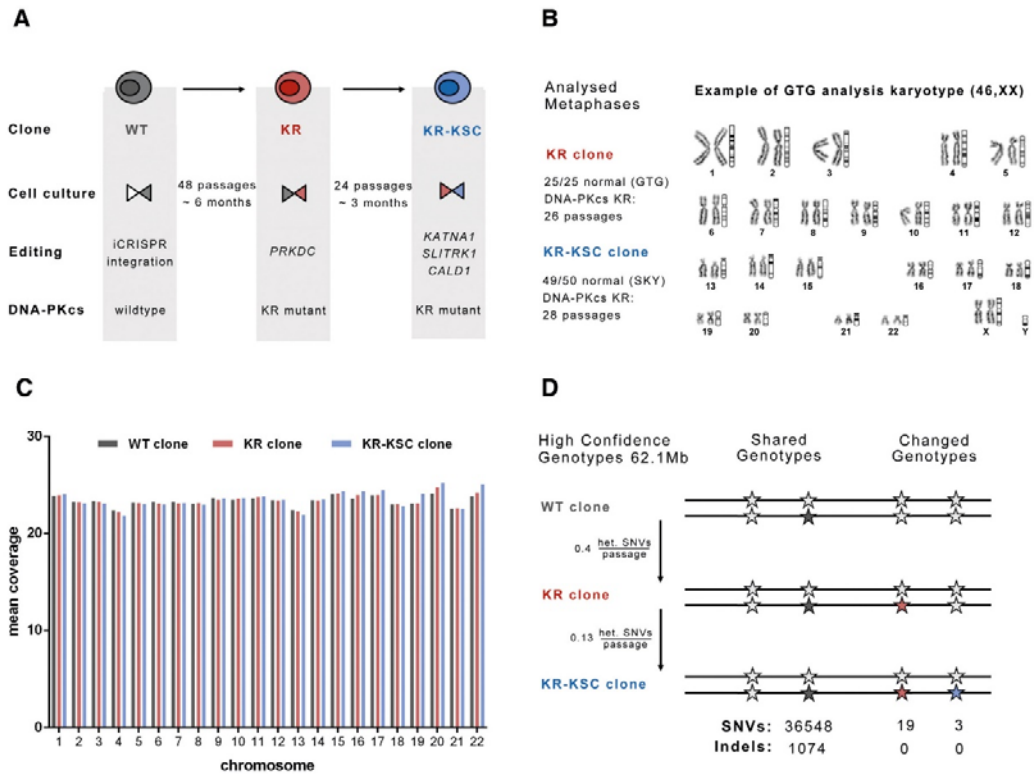 A
WT
KR
KR-KSC
Clone
Cell culture
48 passages
~ 6 months
24 passages
~ 3 months
Editing
iCRISPR
integration
PRKDC
KATNA1
SLITRK1
CALD1
DNA-PKcs
wildtype
KR mutant
KR mutant
B
Analysed
Metaphases
Example of GTG analysis karyotype (46,XX)
KR clone
25/25 normal (GTG)
DNA-PKcs KR:
26 passages
KR-KSC clone
49/50 normal (SKY)
DNA-PKcs KR:
28 passages
1 2 3 4 5
6 7 8 9 10 11 12
13 14 15 16 17 18
19 20 21 22 X Y
C
30
20
10
0
mean coverage
WT clone KR clone KR-KSC clone
1 2 3 4 5 6 7 8 9 10 11 12 13 14 15 16 17 18 19 20 21 22
chromosome
D
High Confidence
Genotypes 62.1Mb
Shared
Genotypes
Changed
Genotypes
WT clone
0.4 het. SNVs
passage
KR clone
0.13 het. SNVs
passage
KR-KSC clone
SNVs: 36548 19 3
Indels: 1074 0 0